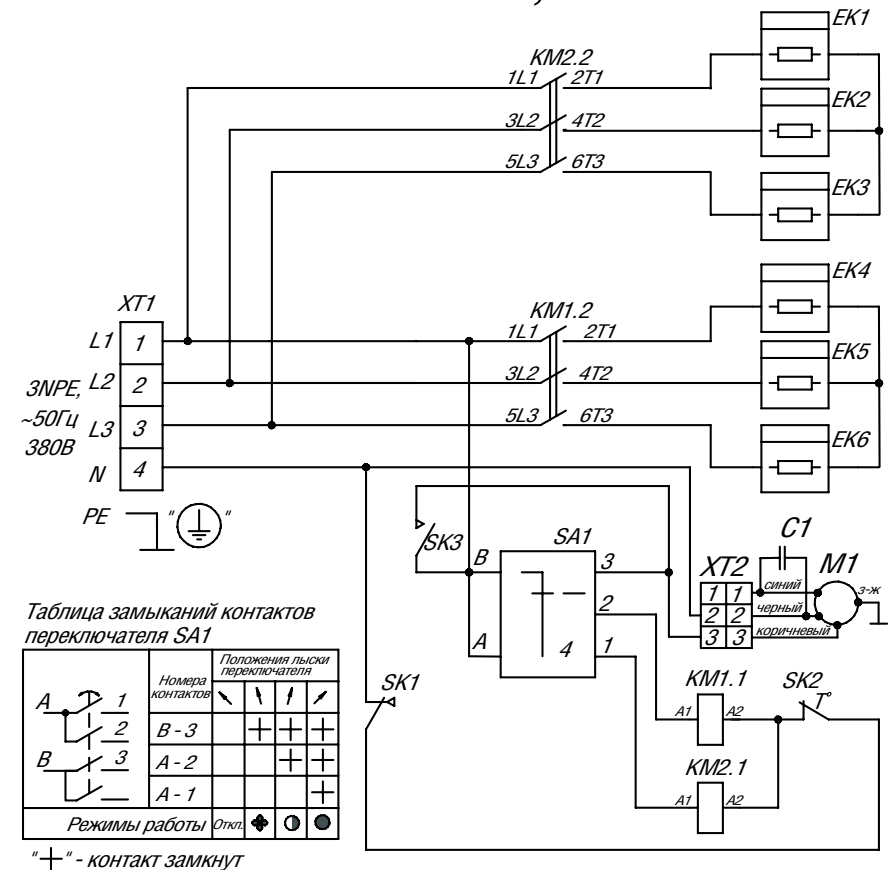 EK1
KM2.2
1L1 2T1
EK2
3L2 4T2
5L3 6T3
EK3
EK4
XT1
KM1.2
L1 1
1L1 2T1
EK5
3NPE, L2 2
3L2 4T2
~50Гц
L3 3
5L3 6T3
380В
EK6
N 4
PE " "
SK3
SA1
C1
B 3
XT2 M1
1 1 синий
з-ж
2
2 2 черный
3 3 коричневый
A 4 1
Таблица замыканий контактов
переключателя SA1
Номера
контактов
Положения лыски
переключателя
SK1
KM1.1 SK2
T°
A1 A2
A 1
2
B - 3 + + +
B 3
A - 2 + +
KM2.1
A - 1 +
A1 A2
Режимы работы Откл.
"+" - контакт замкнут